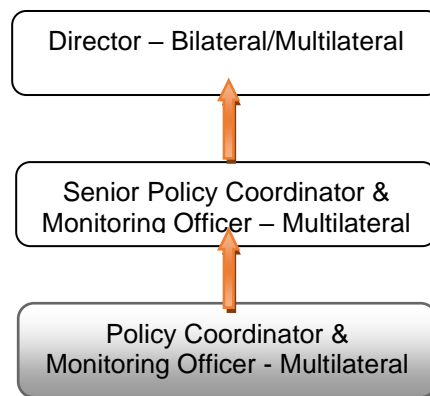 Director – Bilateral/Multilateral
Senior Policy Coordinator &
Monitoring Officer – Multilateral
Policy Coordinator &
Monitoring Officer - Multilateral